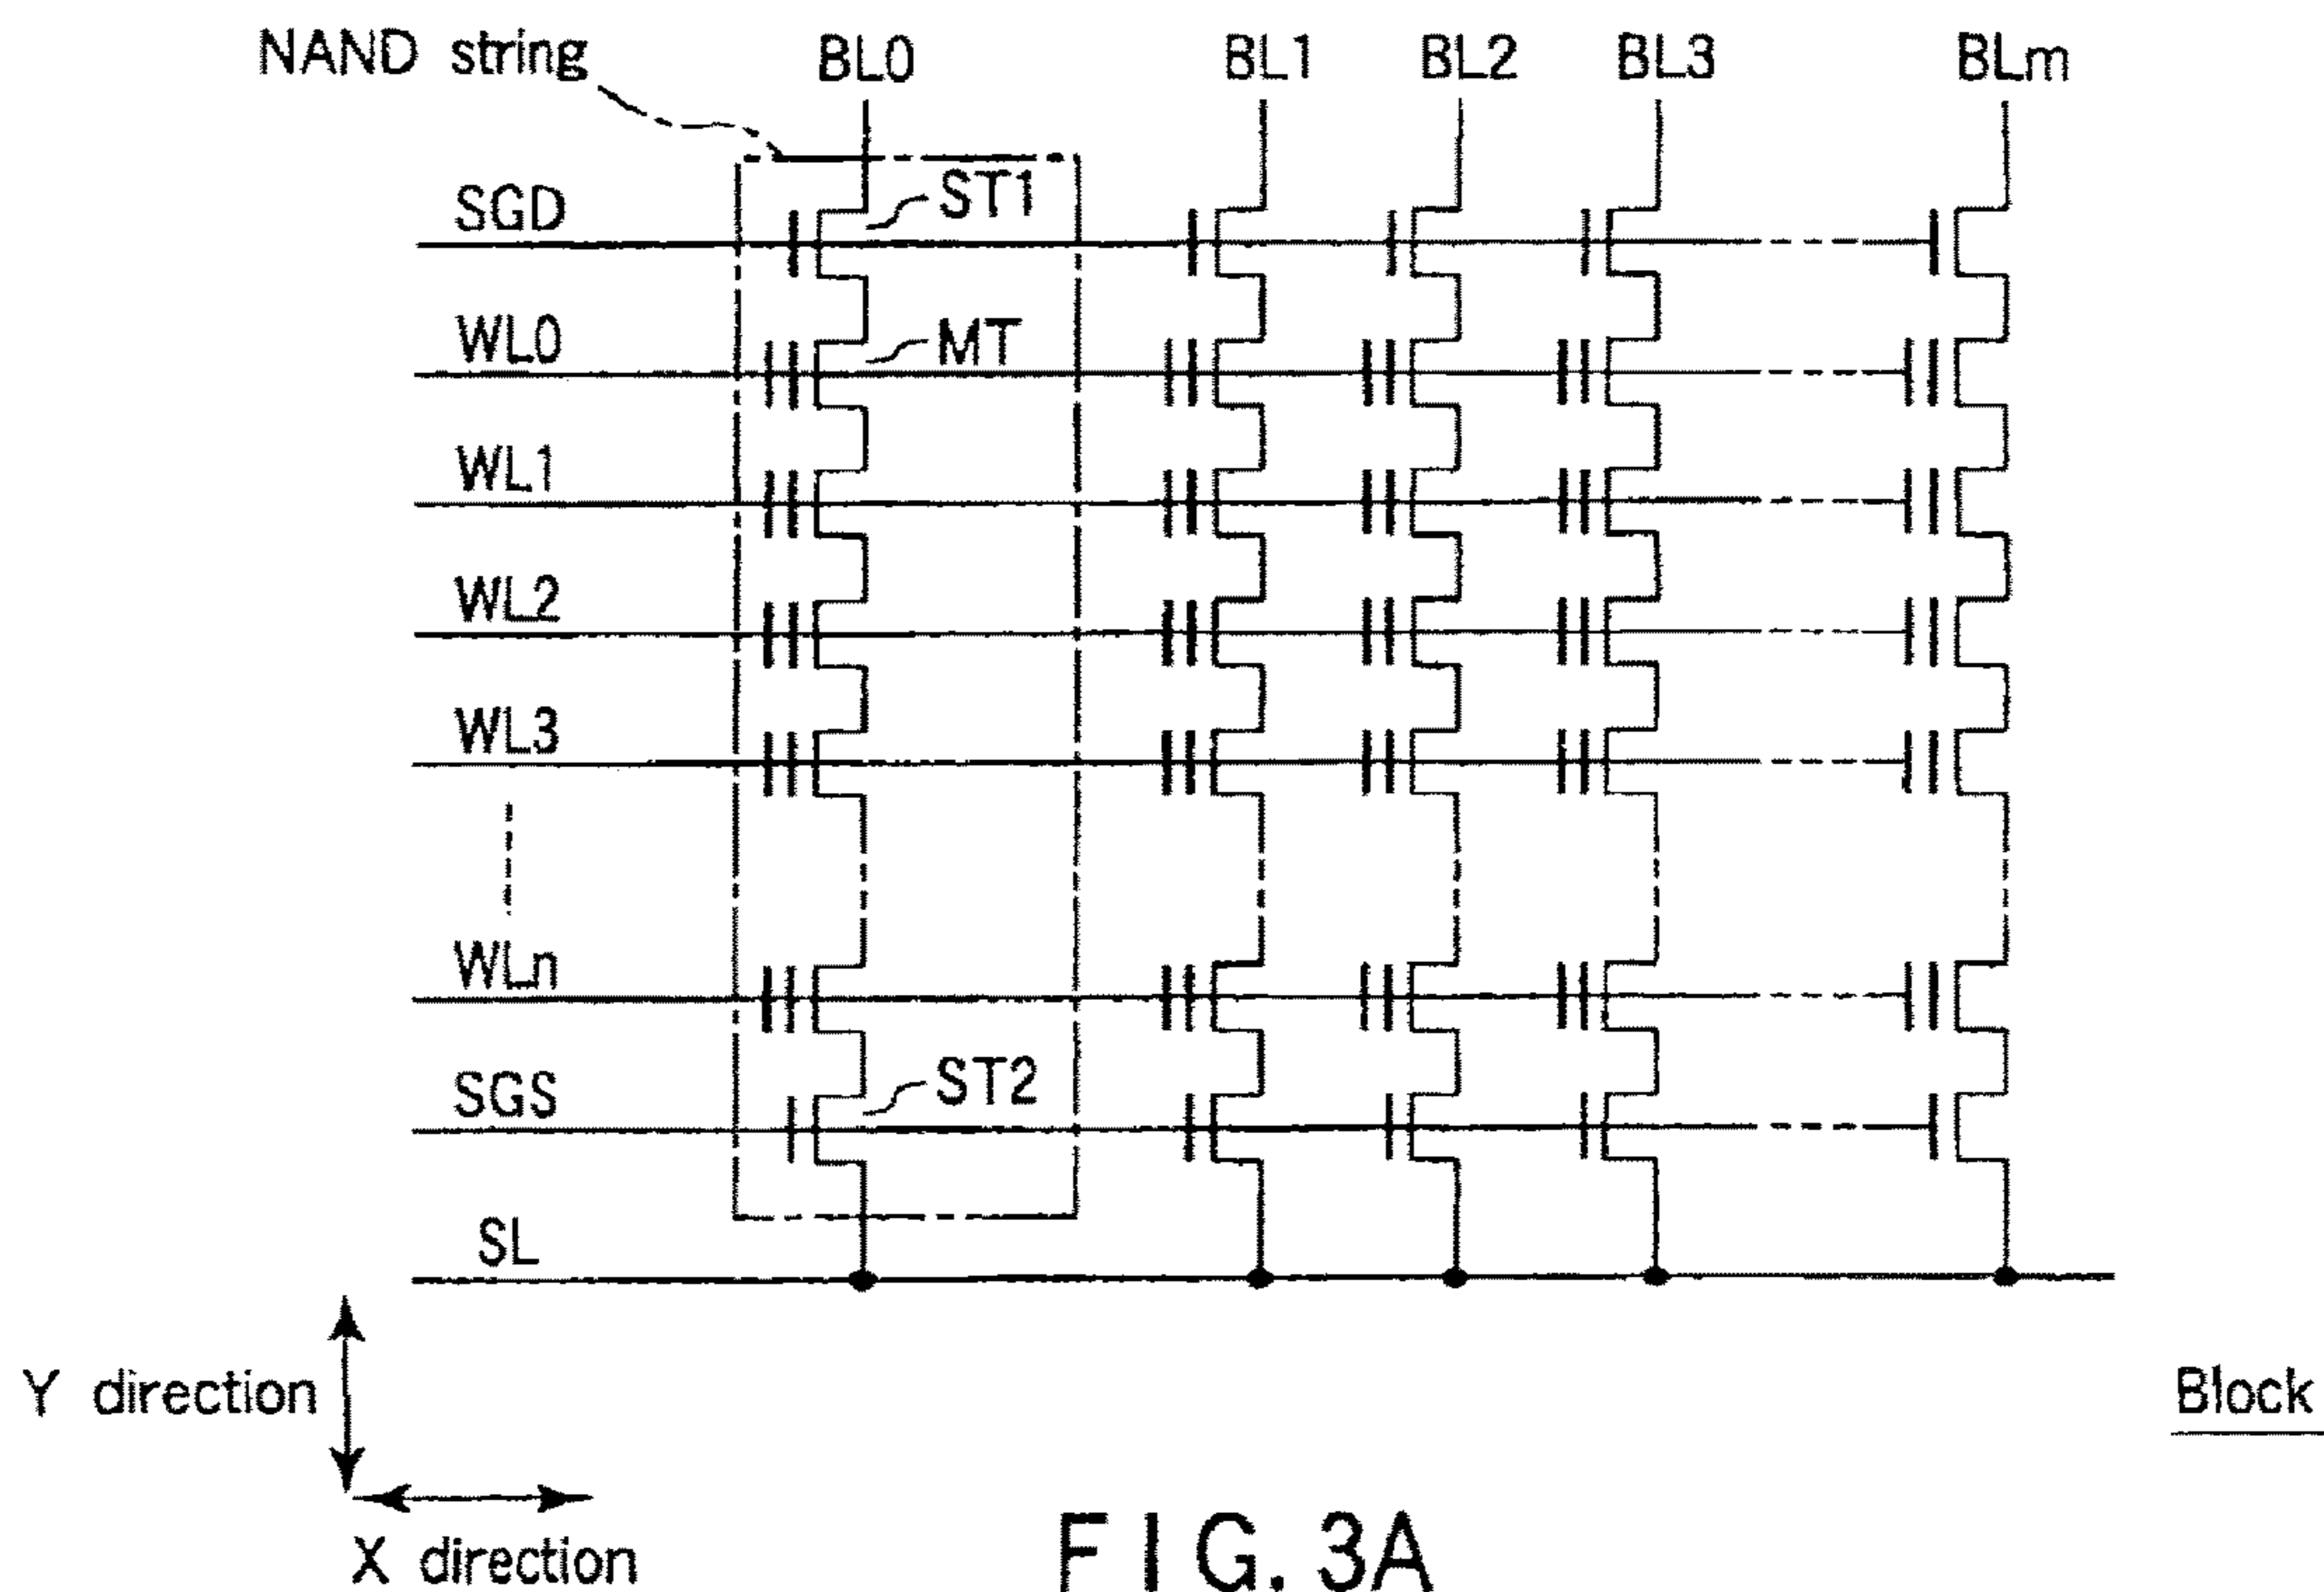 NAND string
BL0
BL1
BL2
BL3
BLm
SGD
ST1
WL0
MT
WL1
WL2
WL3
WLn
SGS
ST2
SL
Y direction
X direction
Block
FIG. 3A